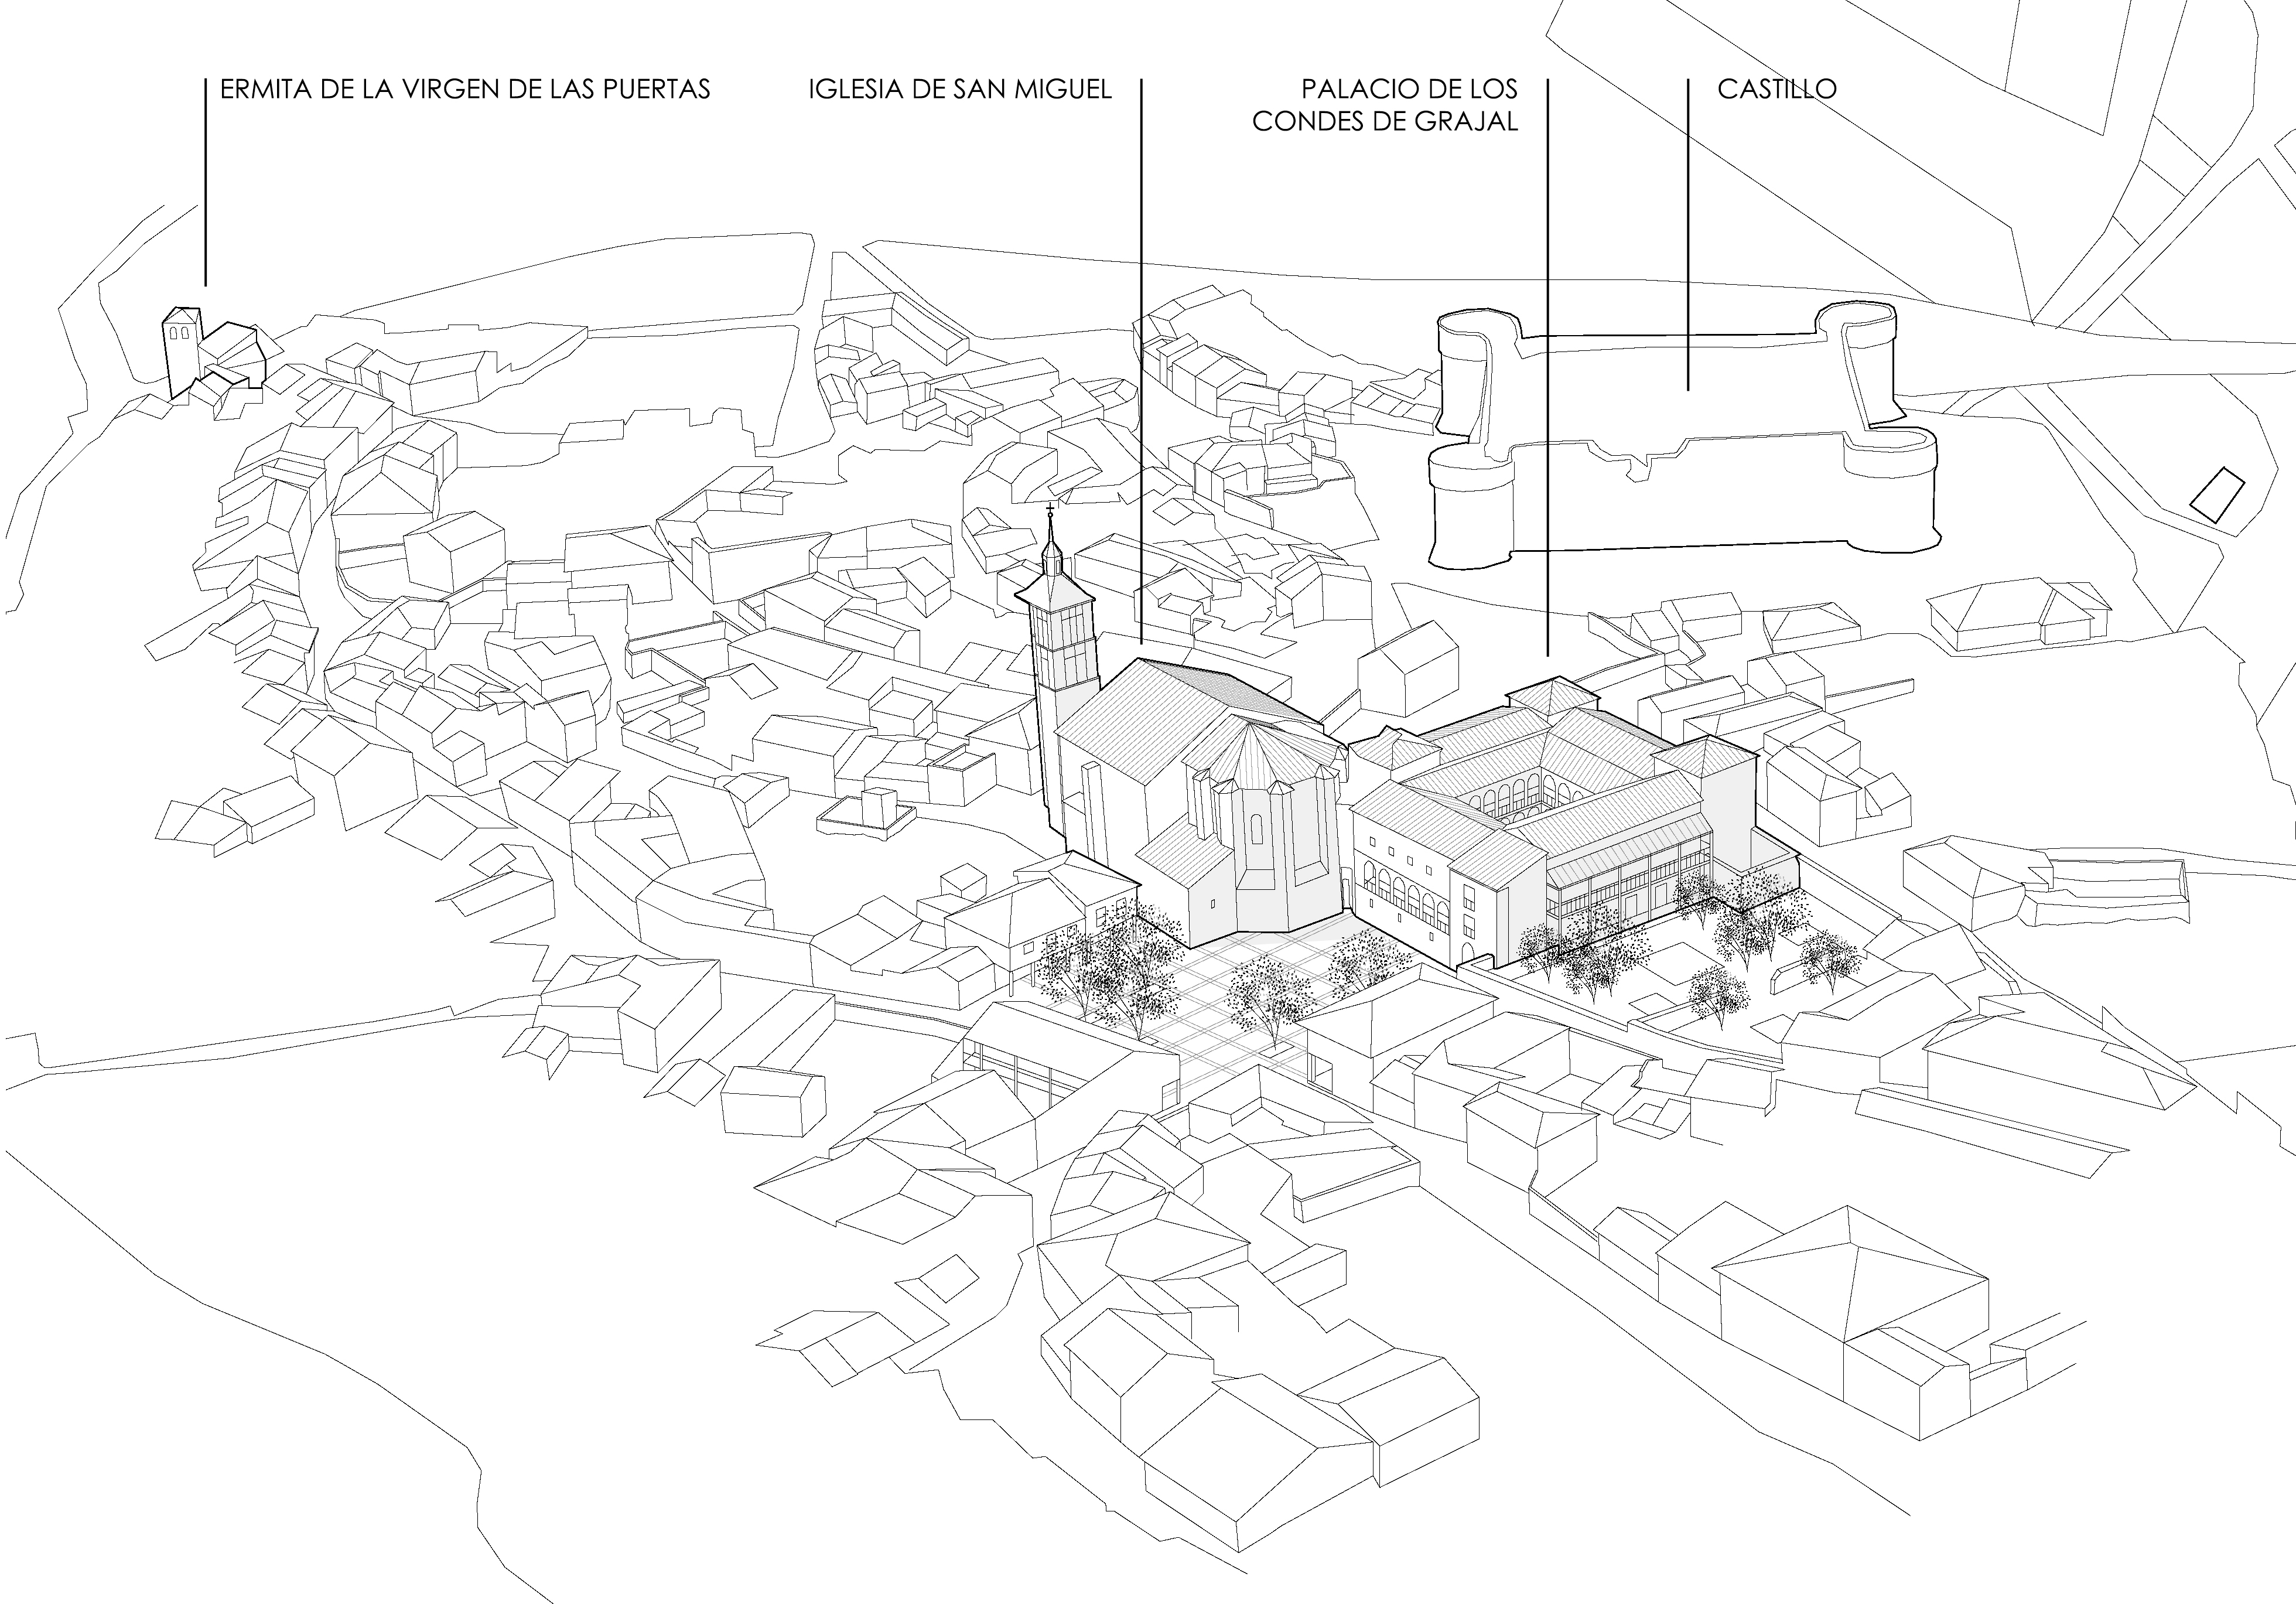 ERMITA DE LA VIRGEN DE LAS PUERTAS
IGLESIA DE SAN MIGUEL
PALACIO DE LOS
CONDES DE GRAJAL
CASTILLO